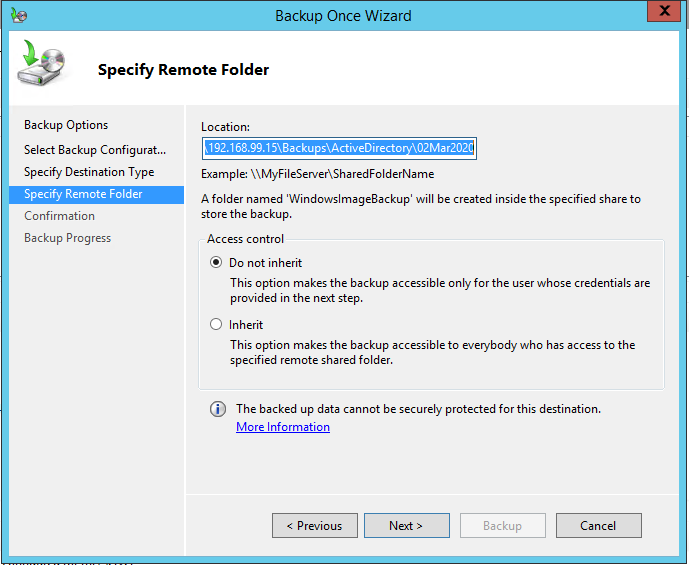 Backup Once Wizard
X
Specify Remote Folder
Backup Options
Select Backup Configurat...
Specify Destination Type
Specify Remote Folder
Confirmation
Backup Progress
Location:
\192.168.99.15\Backups\ActiveDirectory\02Mar2020
Example: \\MyFileServer\SharedFolderName
A folder named 'WindowsImageBackup' will be created inside the specified share to
store the backup.
Access control
Do not inherit
This option makes the backup accessible only for the user whose credentials are
provided in the next step.
Inherit
This option makes the backup accessible to everybody who has access to the
specified remote shared folder.
The backed up data cannot be securely protected for this destination.
More Information
< Previous
Next >
Backup
Cancel